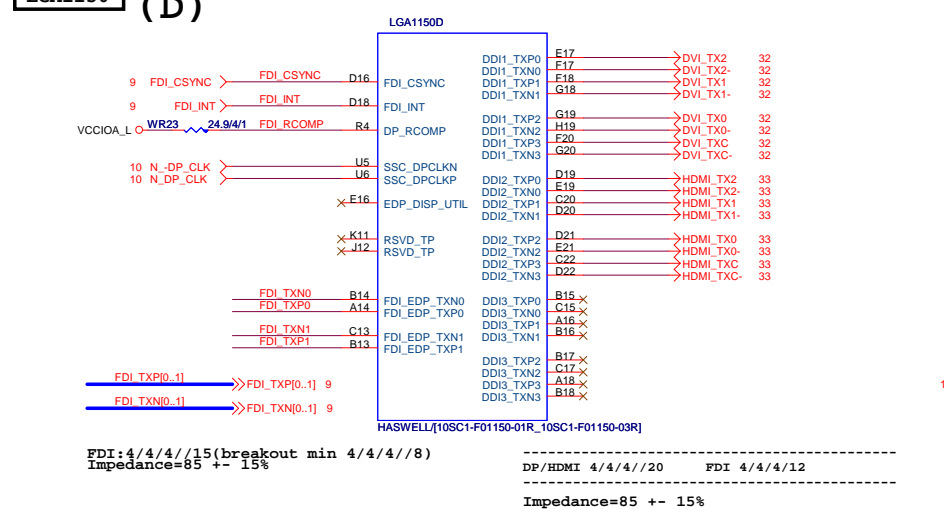 (D)
LGA1150D
9 FDI_CSYNC FDI_CSYNC D16 FDI_CSYNC
9 FDI_INT FDI_INT D18 FDI_INT
VCCIOA_L WR23 24.9/4/1 FDI_RCOMP R4 DP_RCOMP
10 N_-DP_CLK U5 SSC_DPCLKN
10 N_DP_CLK U6 SSC_DPCLKP
E16 EDP_DISP_UTIL
K11 RSVD_TP
J12 RSVD_TP
FDI_TXN0 B14 FDI_EDP_TXN0
FDI_TXP0 A14 FDI_EDP_TXP0
FDI_TXN1 C13 FDI_EDP_TXN1
FDI_TXP1 B13 FDI_EDP_TXP1
FDI_TXP[0..1] FDI_TXP[0..1] 9
FDI_TXN[0..1] FDI_TXN[0..1] 9
DDI1_TXP0 E17 DVI_TX2 32
DDI1_TXN0 F17 DVI_TX2- 32
DDI1_TXP1 F18 DVI_TX1 32
DDI1_TXN1 G18 DVI_TX1- 32
DDI1_TXP2 G19 DVI_TX0 32
DDI1_TXN2 H19 DVI_TX0- 32
DDI1_TXP3 F20 DVI_TXC 32
DDI1_TXN3 G20 DVI_TXC- 32
DDI2_TXP0 D19 HDMI_TX2 33
DDI2_TXN0 E19 HDMI_TX2- 33
DDI2_TXP1 C20 HDMI_TX1 33
DDI2_TXN1 D20 HDMI_TX1- 33
DDI2_TXP2 D21 HDMI_TX0 33
DDI2_TXN2 E21 HDMI_TX0- 33
DDI2_TXP3 C22 HDMI_TXC 33
DDI2_TXN3 D22 HDMI_TXC- 33
DDI3_TXP0 B15
DDI3_TXN0 C15
DDI3_TXP1 A16
DDI3_TXN1 B16
DDI3_TXP2 B17
DDI3_TXN2 C17
DDI3_TXP3 A18
DDI3_TXN3 B18
1
HASWELL/[10SC1-F01150-01R_10SC1-F01150-03R]
FDI:4/4/4//15(breakout min 4/4/4//8)
Impedance=85 +- 15%
DP/HDMI 4/4/4//20 FDI 4/4/4/12
Impedance=85 +- 15%